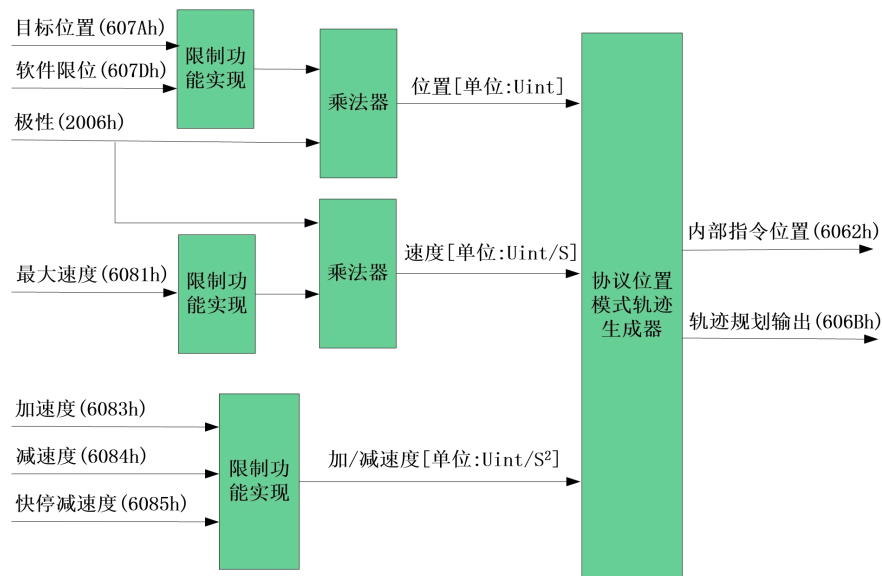 目标位置(607Ah)
软件限位(607Dh)
限制功
能实现
极性(2006h)
乘法器
位置[单位:Uint]
最大速度(6081h)
限制功
能实现
乘法器
速度[单位:Uint/S]
协议位置
模式轨迹
生成器
内部指令位置(6062h)
轨迹规划输出(606Bh)
加速度(6083h)
减速度(6084h)
快停减速度(6085h)
限制功
能实现
加/减速度[单位:Uint/S²]